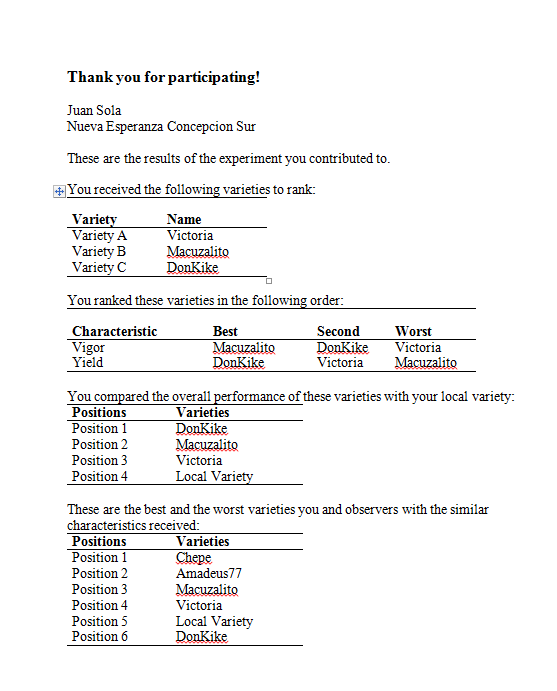 Thank you for participating!
Juan Sola
Nueva Esperanza Concepcion Sur
These are the results of the experiment you contributed to.
You received the following varieties to rank:
Variety Name
Variety A Victoria
Variety B Macuzalito
Variety C DonKike
You ranked these varieties in the following order:
Characteristic Best Second Worst
Vigor Macuzalito DonKike Victoria
Yield DonKike Victoria Macuzalito
You compared the overall performance of these varieties with your local variety:
Positions Varieties
Position 1 DonKike
Position 2 Macuzalito
Position 3 Victoria
Position 4 Local Variety
These are the best and the worst varieties you and observers with the similar
characteristics received:
Positions Varieties
Position 1 Chepe
Position 2 Amadeus77
Position 3 Macuzalito
Position 4 Victoria
Position 5 Local Variety
Position 6 DonKike